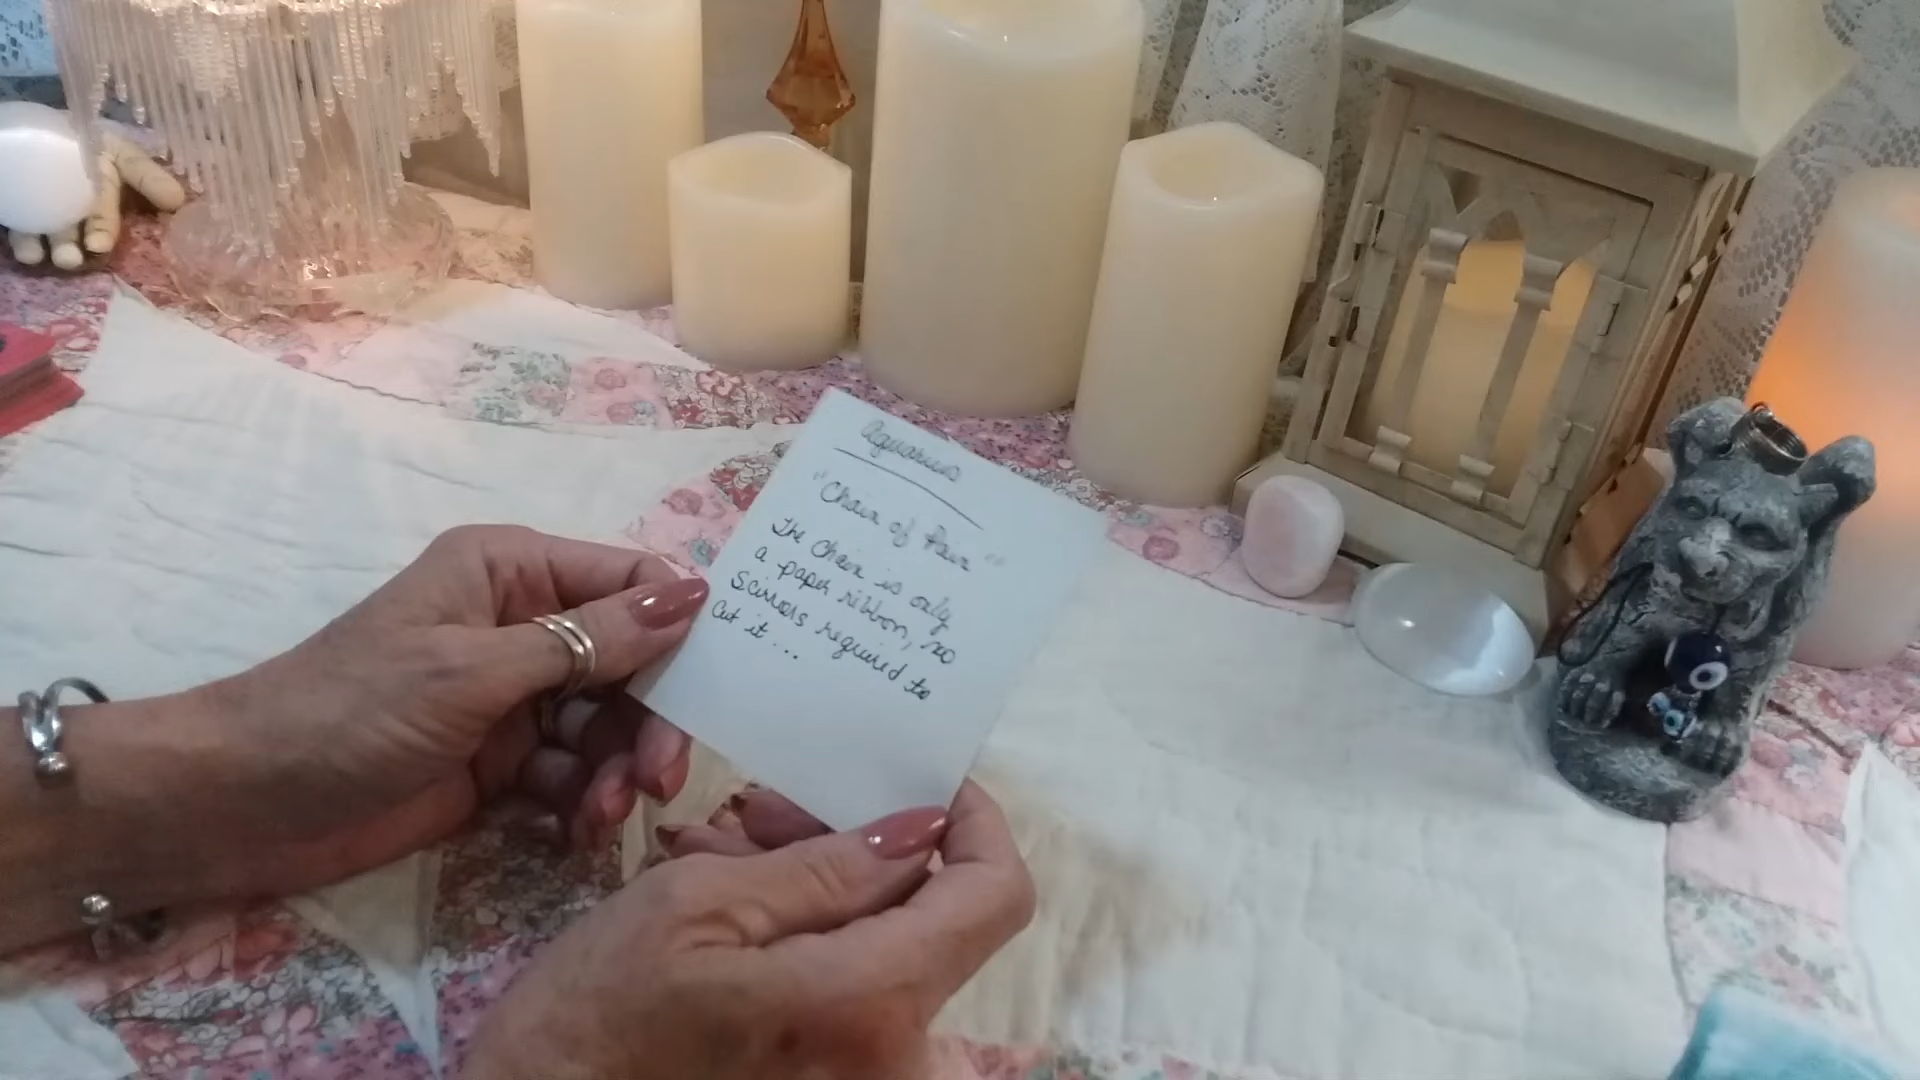 Aquarius
"Chain of Pain"
The Chain is only
a paper ribbon, no
Scissors required to
Cut it...